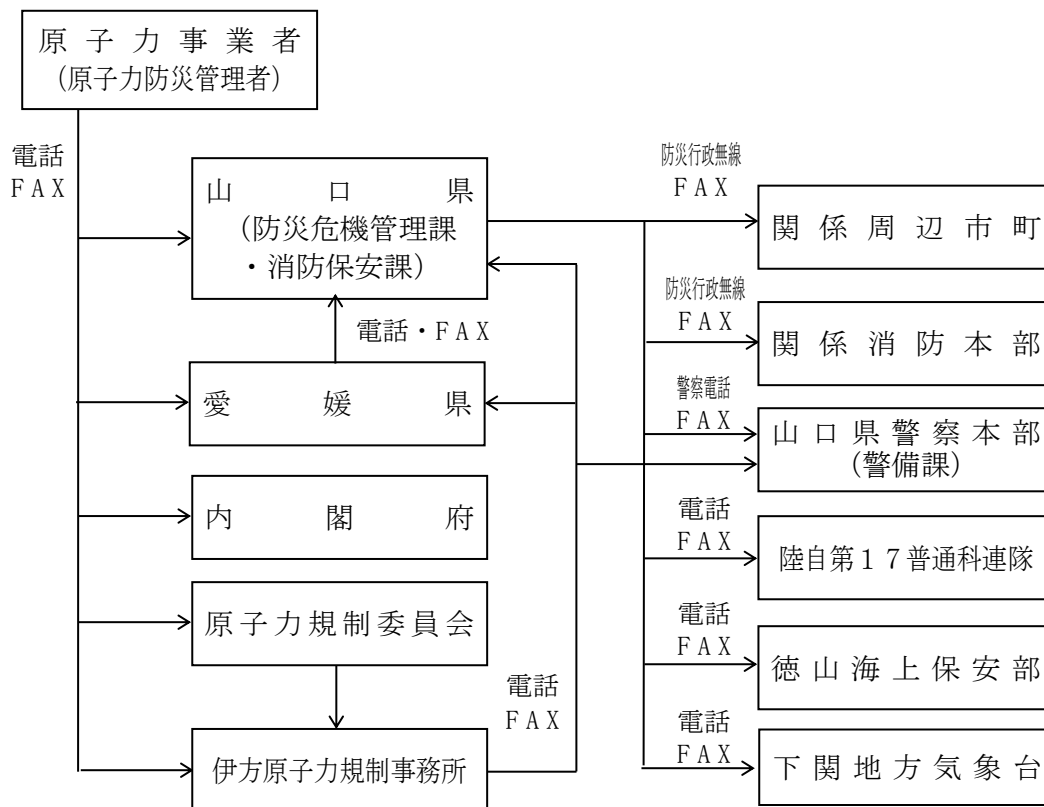 原子力事業者
（原子力防災管理者）
電話
ＦＡＸ
山口県
（防災危機管理課
・消防保安課）
電話・ＦＡＸ
愛媛県
内閣府
原子力規制委員会
伊方原子力規制事務所
電話
ＦＡＸ
防災行政無線
ＦＡＸ
関係周辺市町
防災行政無線
ＦＡＸ
関係消防本部
警察電話
ＦＡＸ
山口県警察本部
（警備課）
電話
ＦＡＸ
陸自第１７普通科連隊
電話
ＦＡＸ
徳山海上保安部
電話
ＦＡＸ
下関地方気象台